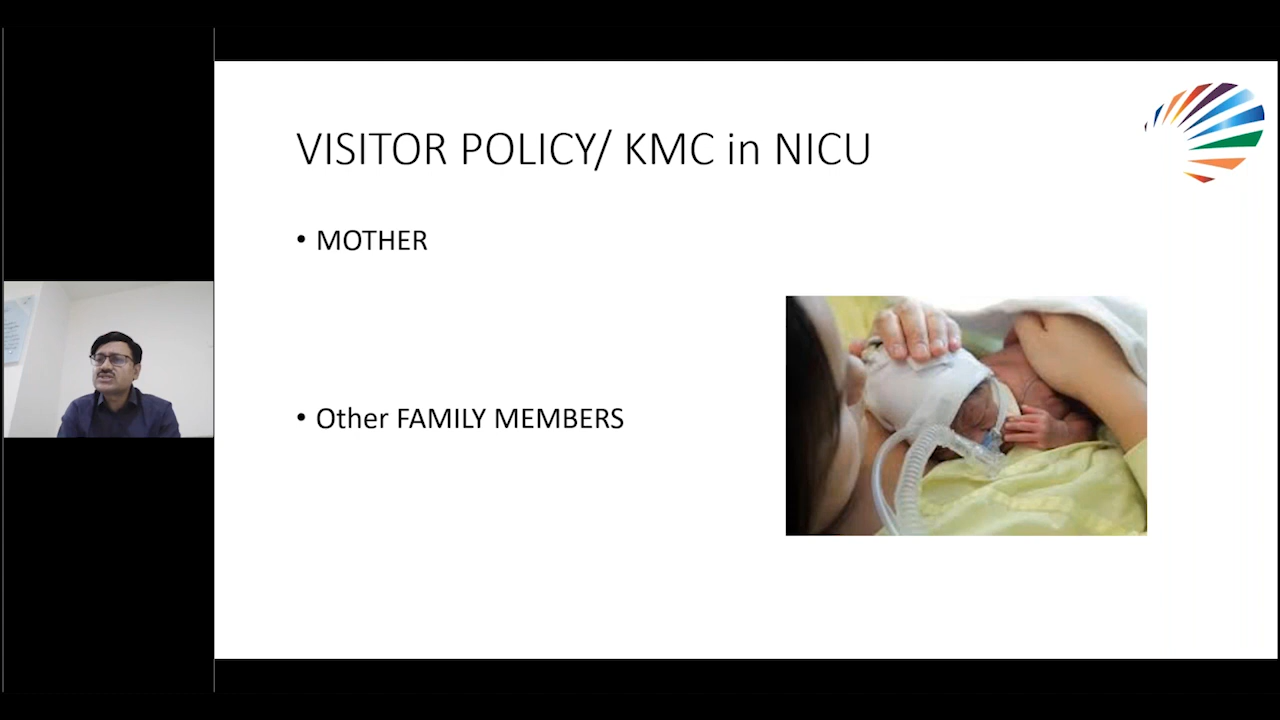 VISITOR POLICY/ KMC in NICU
• MOTHER
• Other FAMILY MEMBERS